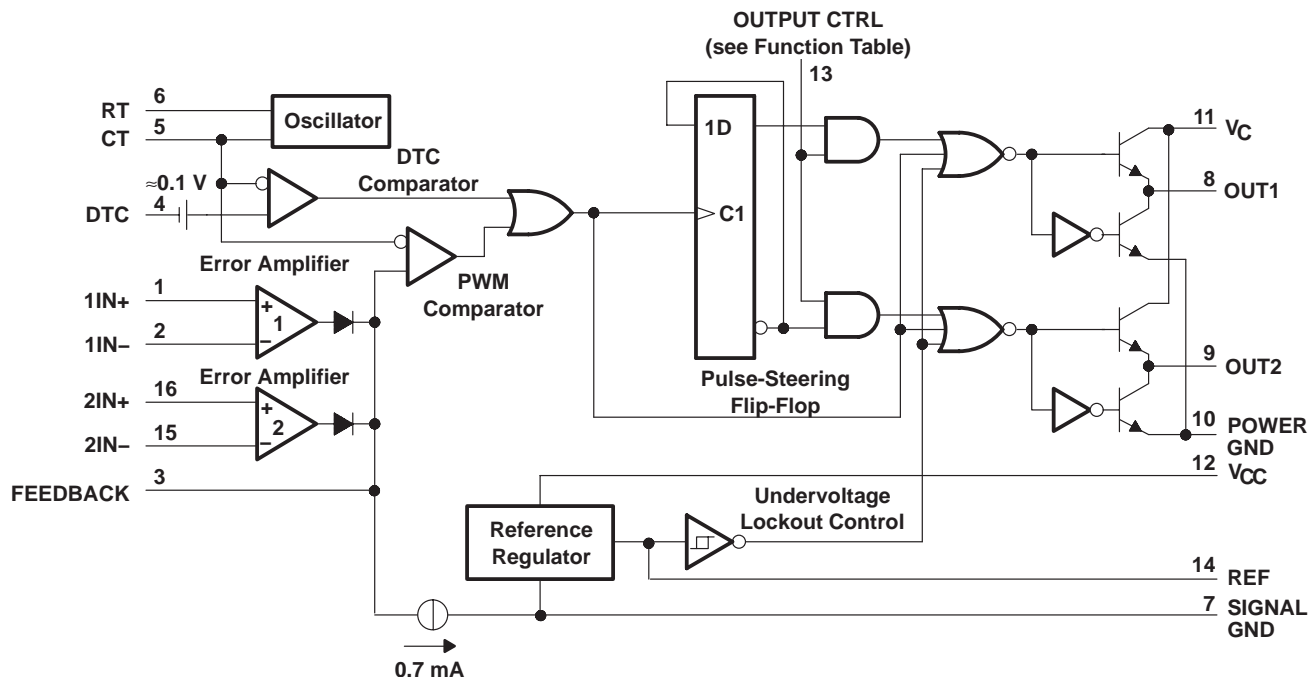 OUTPUT CTRL
(see Function Table)
13
6
RT
5
CT
Oscillator
1D
11
VC
DTC
Comparator
≈0.1 V
4
DTC
8
OUT1
C1
Error Amplifier
PWM
Comparator
1
1IN+
+
1
−
2
1IN−
Error Amplifier
16
2IN+
+
2
−
15
2IN−
Pulse-Steering
Flip-Flop
9
OUT2
10
POWER
GND
3
FEEDBACK
12
VCC
Undervoltage
Lockout Control
Reference
Regulator
14
REF
7
SIGNAL
GND
0.7 mA